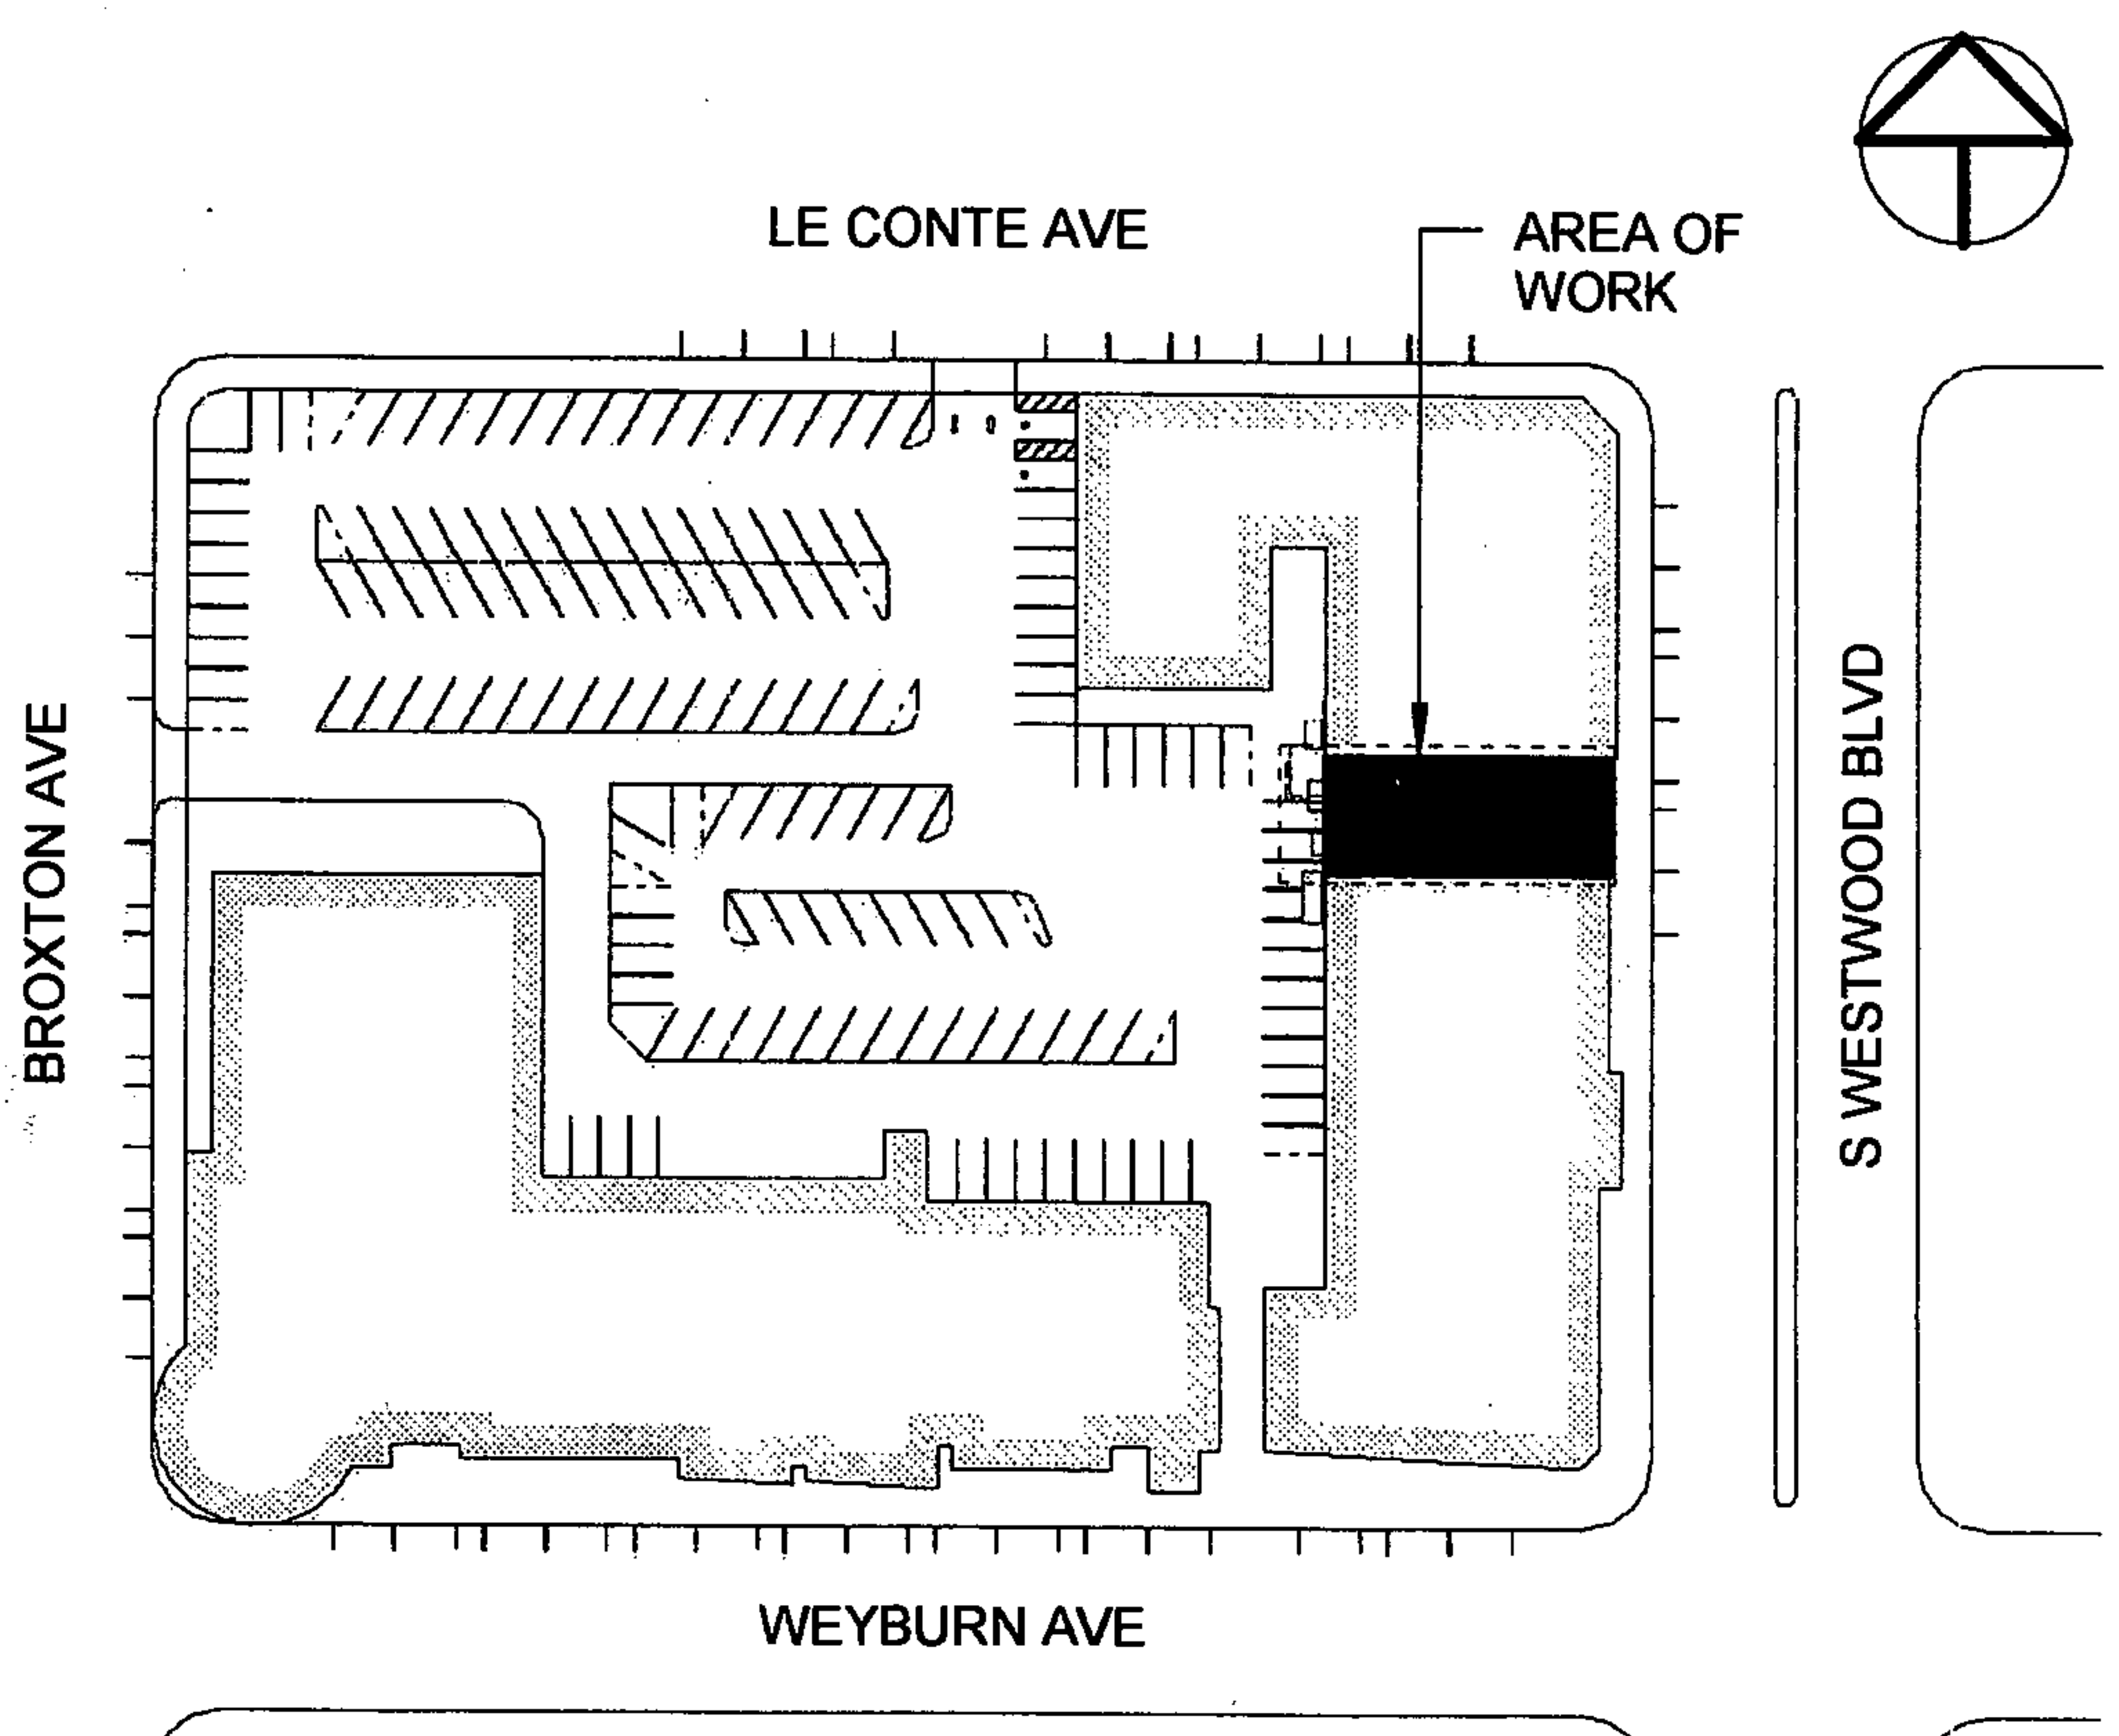 LE CONTE AVE
AREA OF
WORK
BROXTON AVE
S WESTWOOD BLVD
WEYBURN AVE